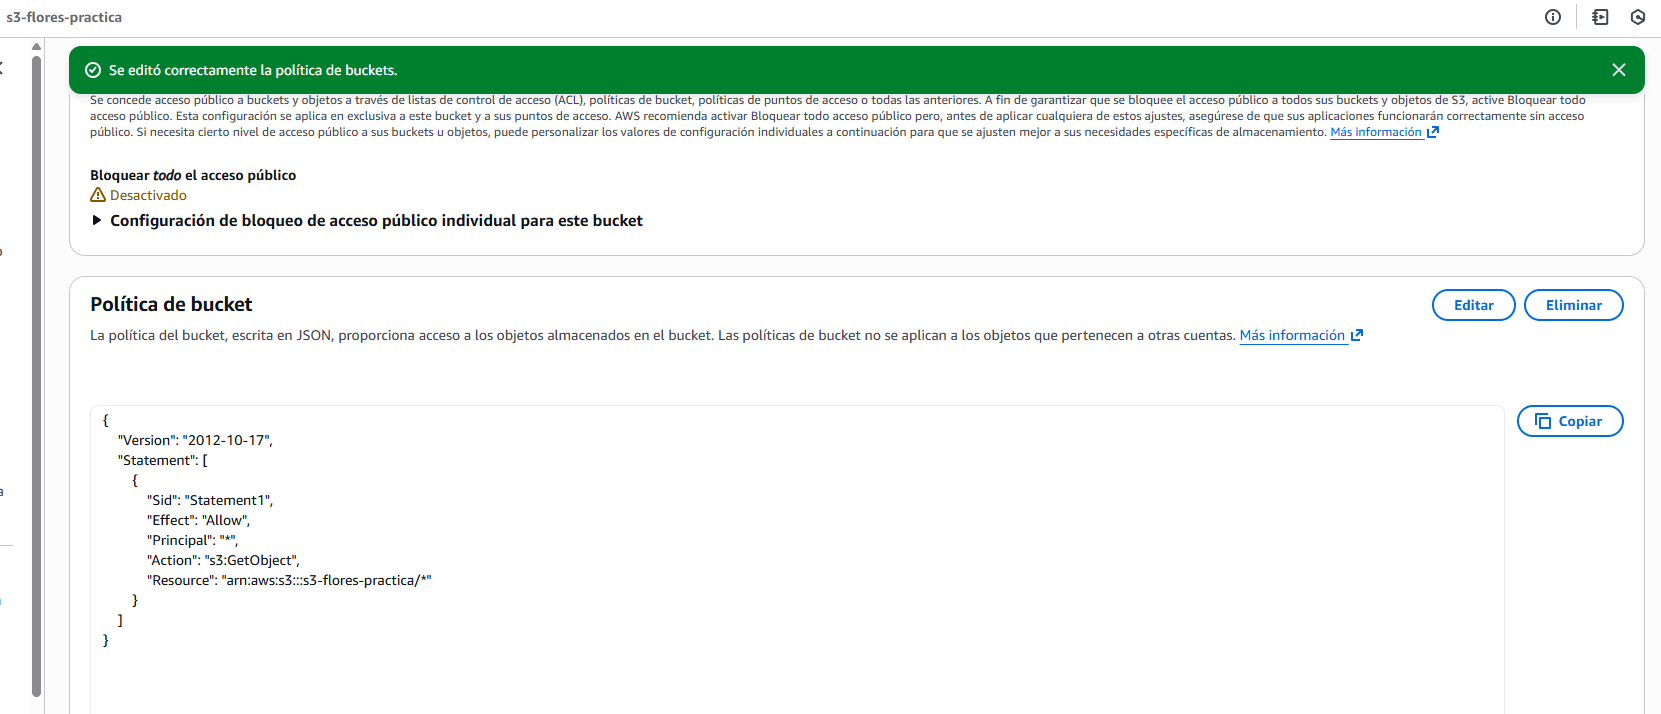 s3-flores-practica
Se editó correctamente la política de buckets.
Se concede acceso público a buckets y objetos a través de listas de control de acceso (ACL), políticas de bucket, políticas de puntos de acceso o todas las anteriores. A fin de garantizar que se bloquee el acceso público a todos sus buckets y objetos de S3, active Bloquear todo
acceso público. Esta configuración se aplica en exclusiva a este bucket y a sus puntos de acceso. AWS recomienda activar Bloquear todo acceso público pero, antes de aplicar cualquiera de estos ajustes, asegúrese de que sus aplicaciones funcionarán correctamente sin acceso
público. Si necesita cierto nivel de acceso público a sus buckets u objetos, puede personalizar los valores de configuración individuales a continuación para que se ajusten mejor a sus necesidades específicas de almacenamiento. Más información
Bloquear todo el acceso público
Desactivado
Configuración de bloqueo de acceso público individual para este bucket
Política de bucket
Editar
Eliminar
La política del bucket, escrita en JSON, proporciona acceso a los objetos almacenados en el bucket. Las políticas de bucket no se aplican a los objetos que pertenecen a otras cuentas. Más información
Copiar
{
"Version": "2012-10-17",
"Statement": [
{
"Sid": "Statement1",
"Effect": "Allow",
"Principal": "*",
"Action": "s3:GetObject",
"Resource": "arn:aws:s3:::s3-flores-practica/*"
}
]
}